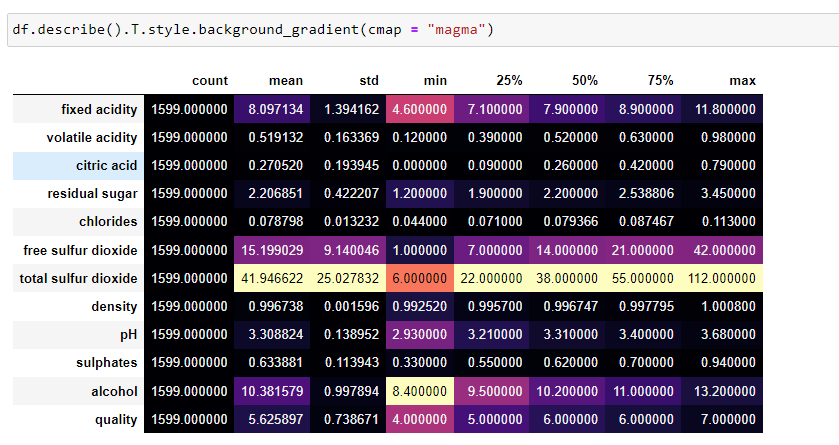 df.describe().T.style.background_gradient(cmap = "magma")
count mean std min 25% 50% 75% max
fixed acidity 1599.000000 8.097134 1.394162 4.600000 7.100000 7.900000 8.900000 11.800000
volatile acidity 1599.000000 0.519132 0.163369 0.120000 0.390000 0.520000 0.630000 0.980000
citric acid 1599.000000 0.270520 0.193945 0.000000 0.090000 0.260000 0.420000 0.790000
residual sugar 1599.000000 2.206851 0.422207 1.200000 1.900000 2.200000 2.538806 3.450000
chlorides 1599.000000 0.078798 0.013232 0.044000 0.071000 0.079366 0.087467 0.113000
free sulfur dioxide 1599.000000 15.199029 9.140046 1.000000 7.000000 14.000000 21.000000 42.000000
total sulfur dioxide 1599.000000 41.946622 25.027832 6.000000 22.000000 38.000000 55.000000 112.000000
density 1599.000000 0.996738 0.001596 0.992520 0.995700 0.996747 0.997795 1.000800
pH 1599.000000 3.308824 0.138952 2.930000 3.210000 3.310000 3.400000 3.680000
sulphates 1599.000000 0.633881 0.113943 0.330000 0.550000 0.620000 0.700000 0.940000
alcohol 1599.000000 10.381579 0.997894 8.400000 9.500000 10.200000 11.000000 13.200000
quality 1599.000000 5.625897 0.738671 4.000000 5.000000 6.000000 6.000000 7.000000